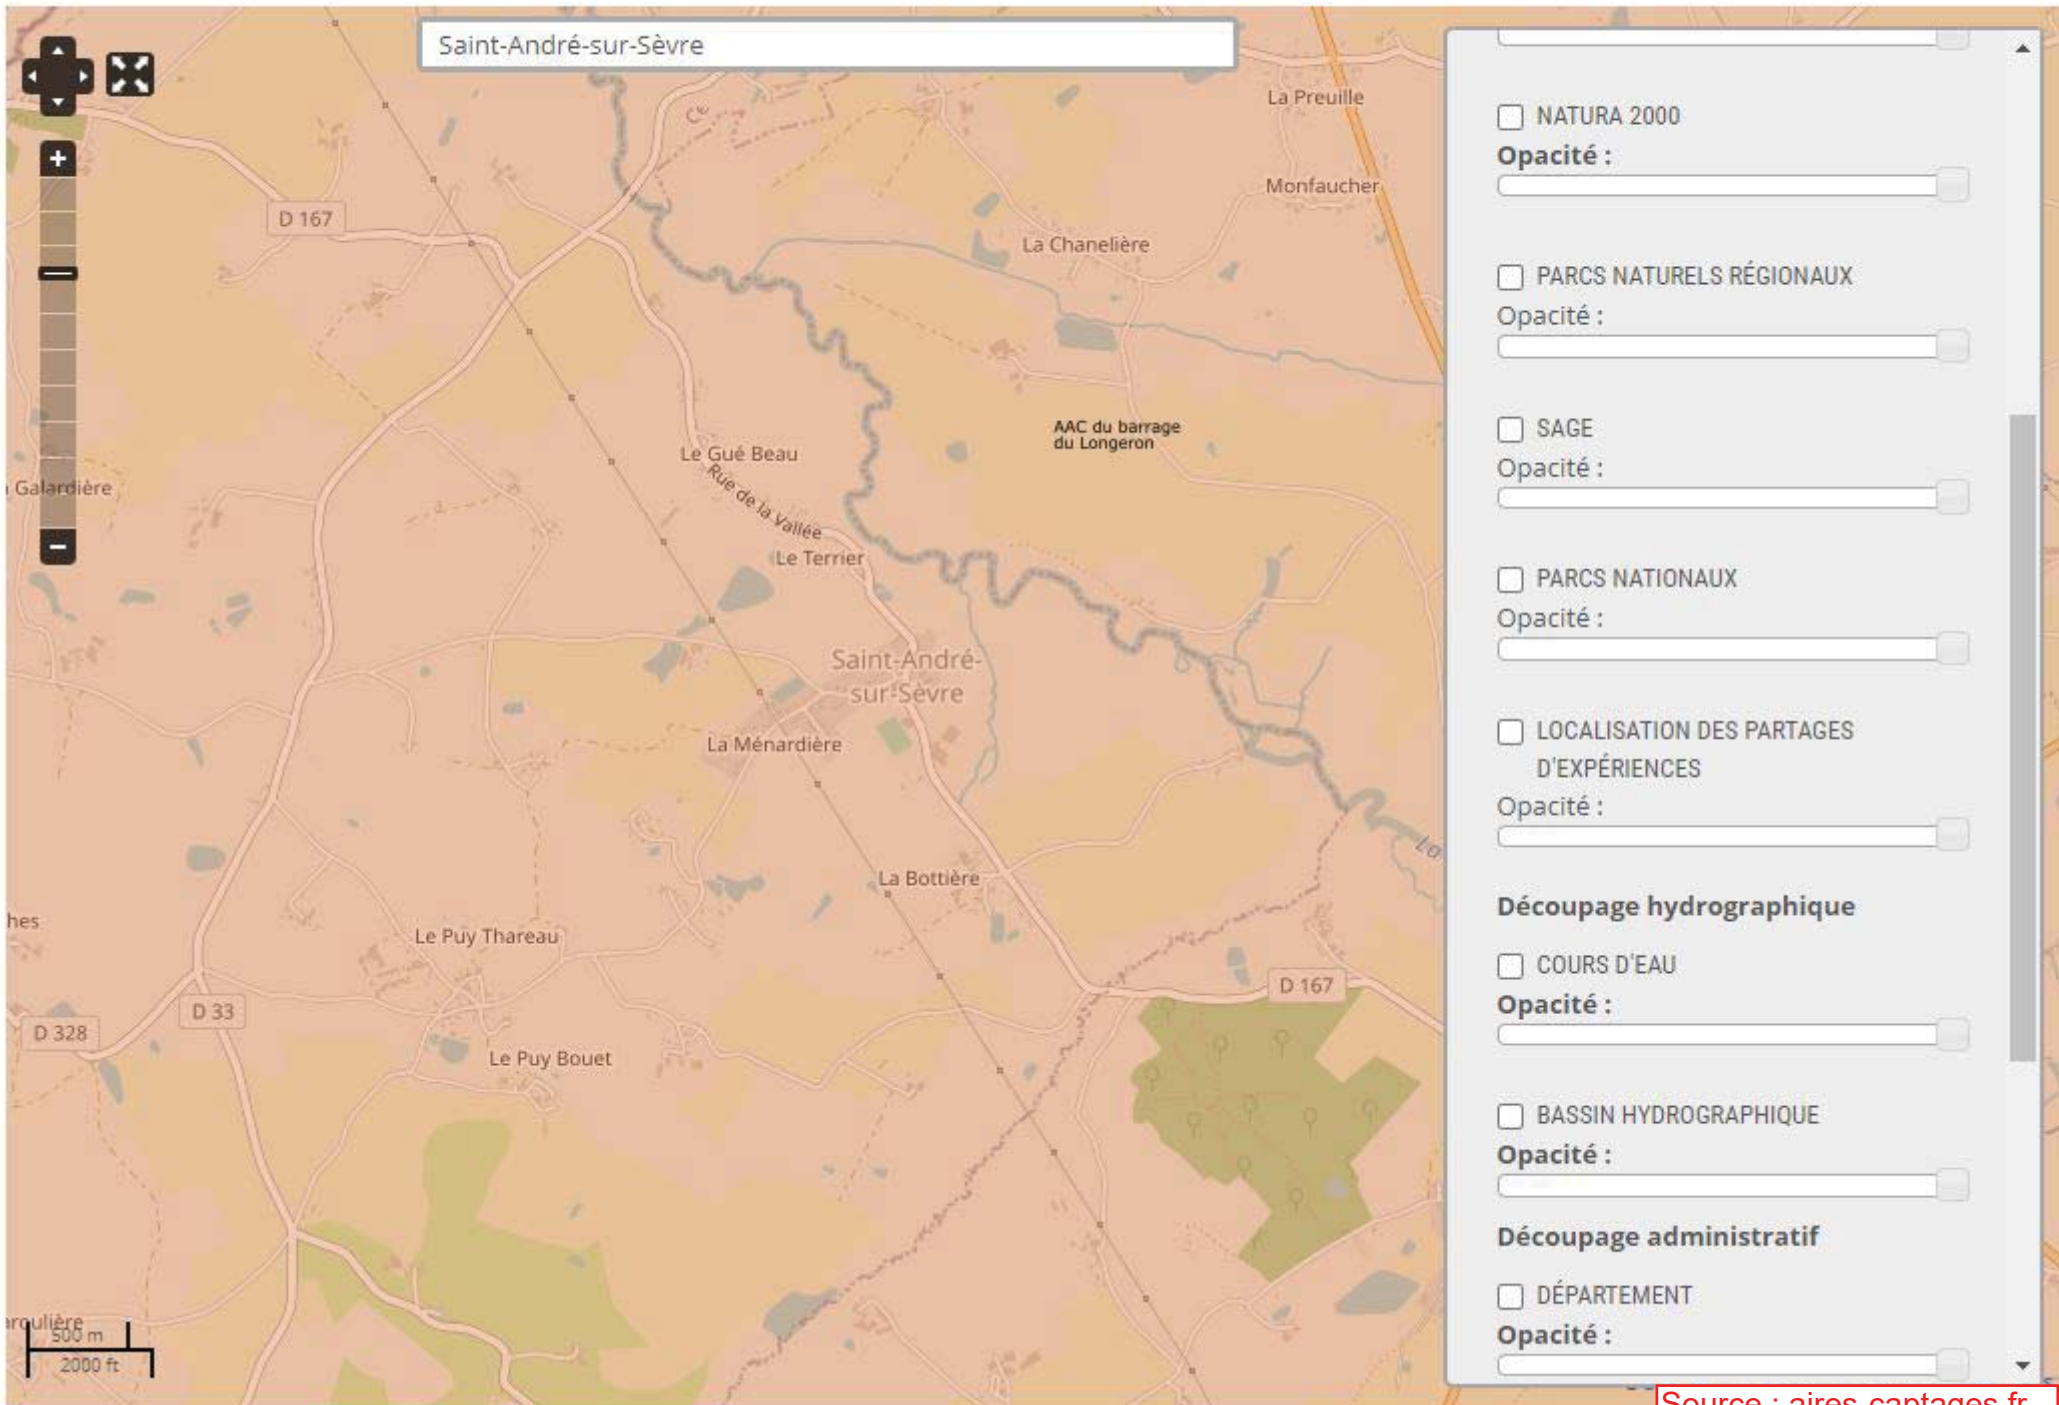 Saint-André-sur-Sèvre
La Preuille
Ce
Monfaucher
D 167
La Chanelière
AAC du barrage
du Longeron
Le Gué Beau
Galardière
Rue de la Vallée
Le Terrier
Saint-André-
sur-Sèvre
La Ménardière
La
La Bottière
hes
Le Puy Thareau
D 167
D 33
D 328
Le Puy Bouet
500 m
2000 ft
NATURA 2000
Opacité :
PARCS NATURELS RÉGIONAUX
Opacité :
SAGE
Opacité :
PARCS NATIONAUX
Opacité :
LOCALISATION DES PARTAGES
D'EXPÉRIENCES
Opacité :
Découpage hydrographique
COURS D'EAU
Opacité :
BASSIN HYDROGRAPHIQUE
Opacité :
Découpage administratif
DÉPARTEMENT
Opacité :
Source : aires-captages.fr